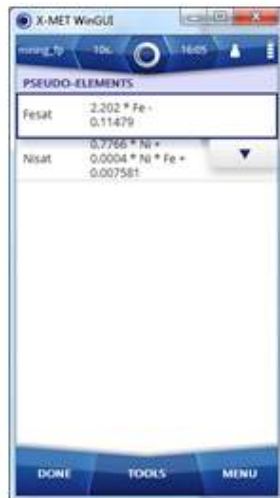 X-MET WinGUI
mining_fp 10s. 16:05
PSEUDO-ELEMENTS
Fesat 2.202 * Fe -
0.11479
0.7766 * Ni +
Nisat 0.0004 * Ni * Fe +
0.007581
DONE TOOLS MENU